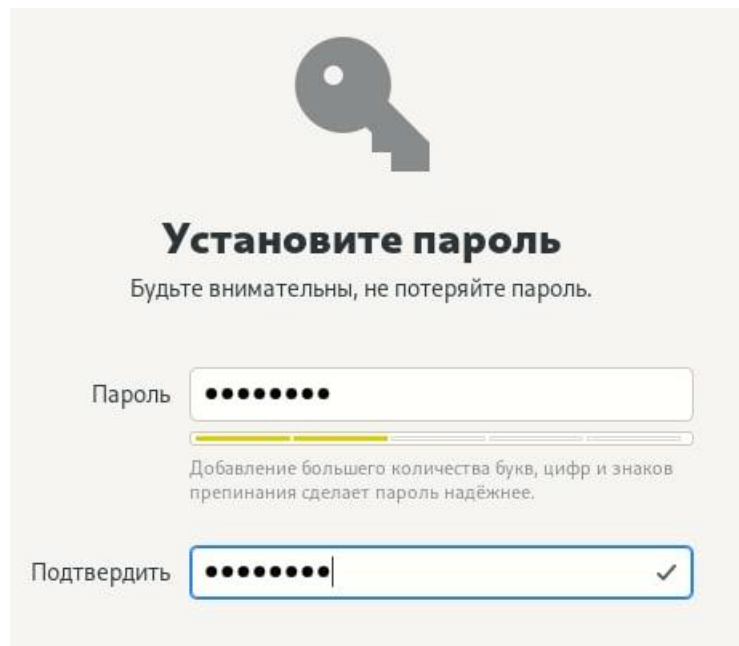 Установите пароль
Будьте внимательны, не потеряйте пароль.
Пароль ●●●●●●●●
Добавление большего количества букв, цифр и знаков
препинания сделает пароль надёжнее.
Подтвердить ●●●●●●●●